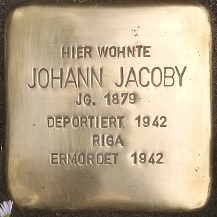 HIER WOHNTE
JOHANN JACOBY
JG. 1879
DEPORTIERT 1942
RIGA
ERMORDET 1942